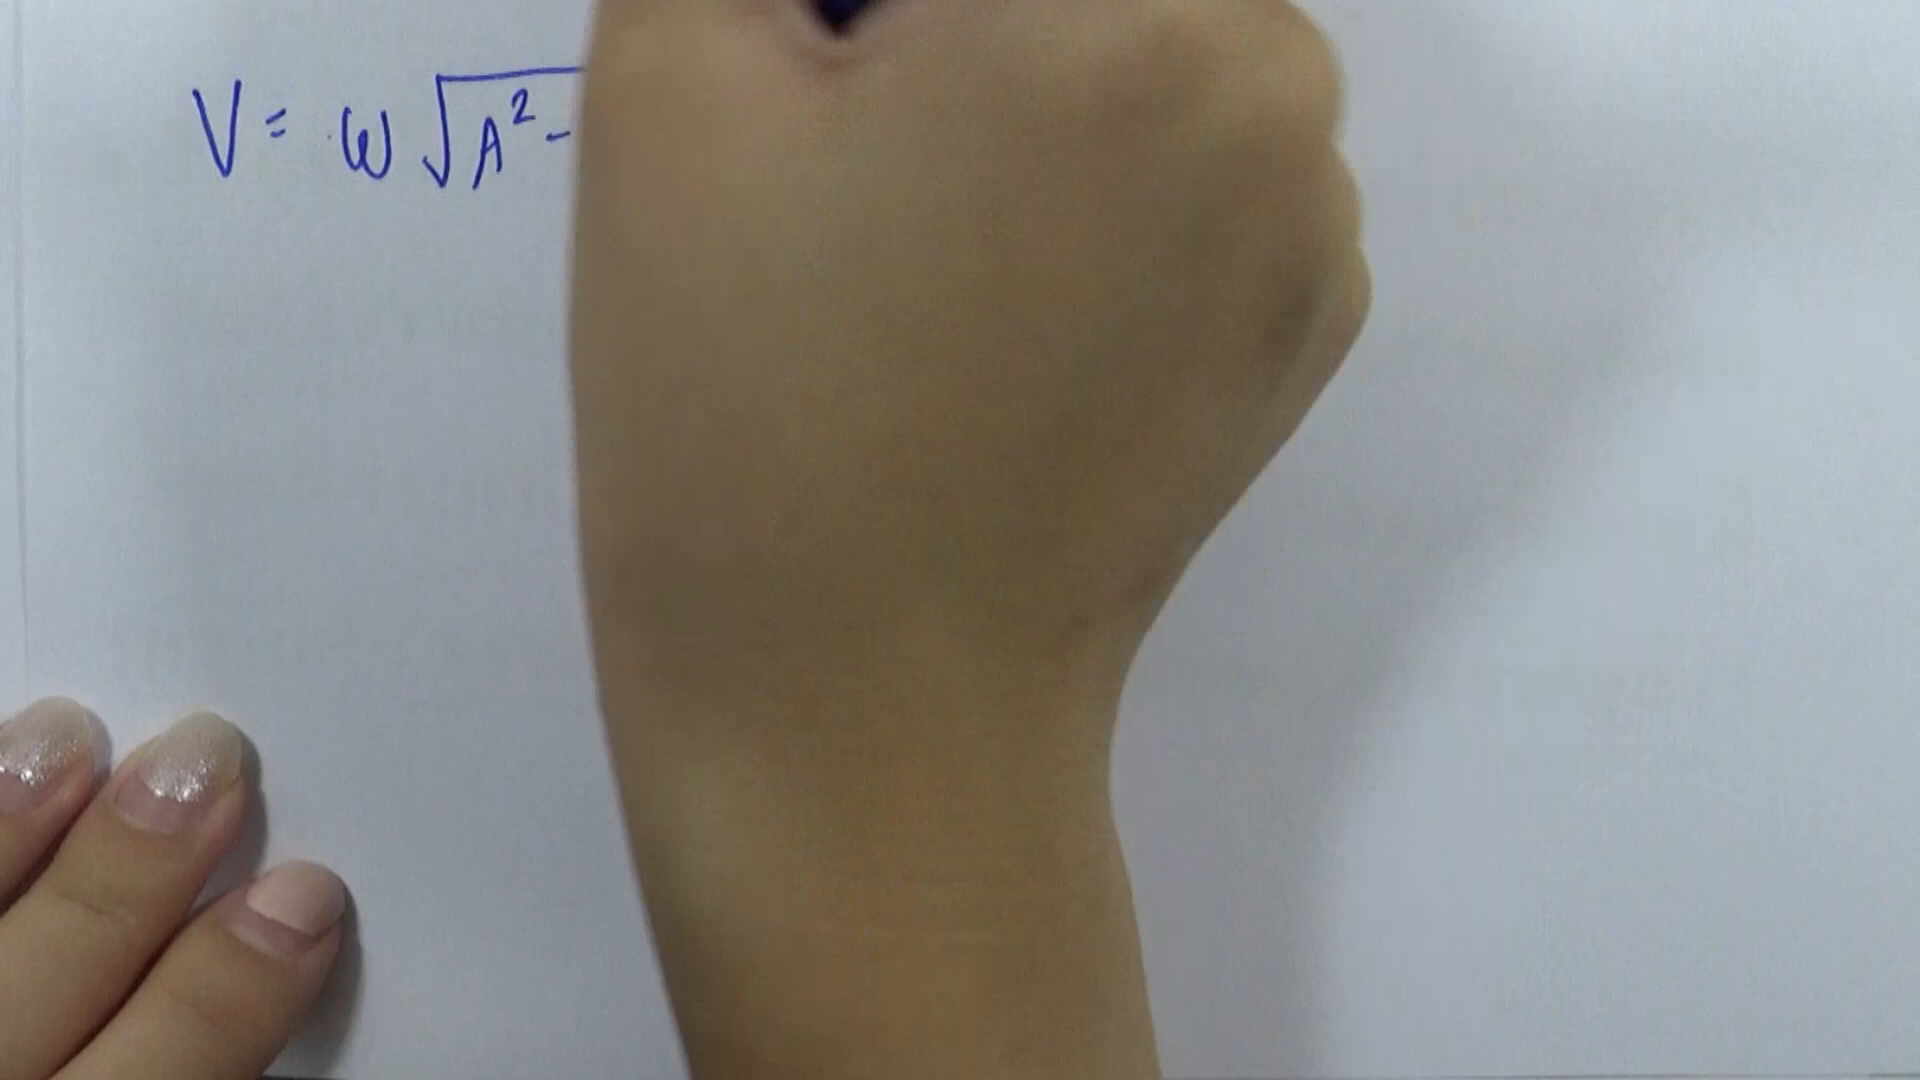 V = ω √A² -